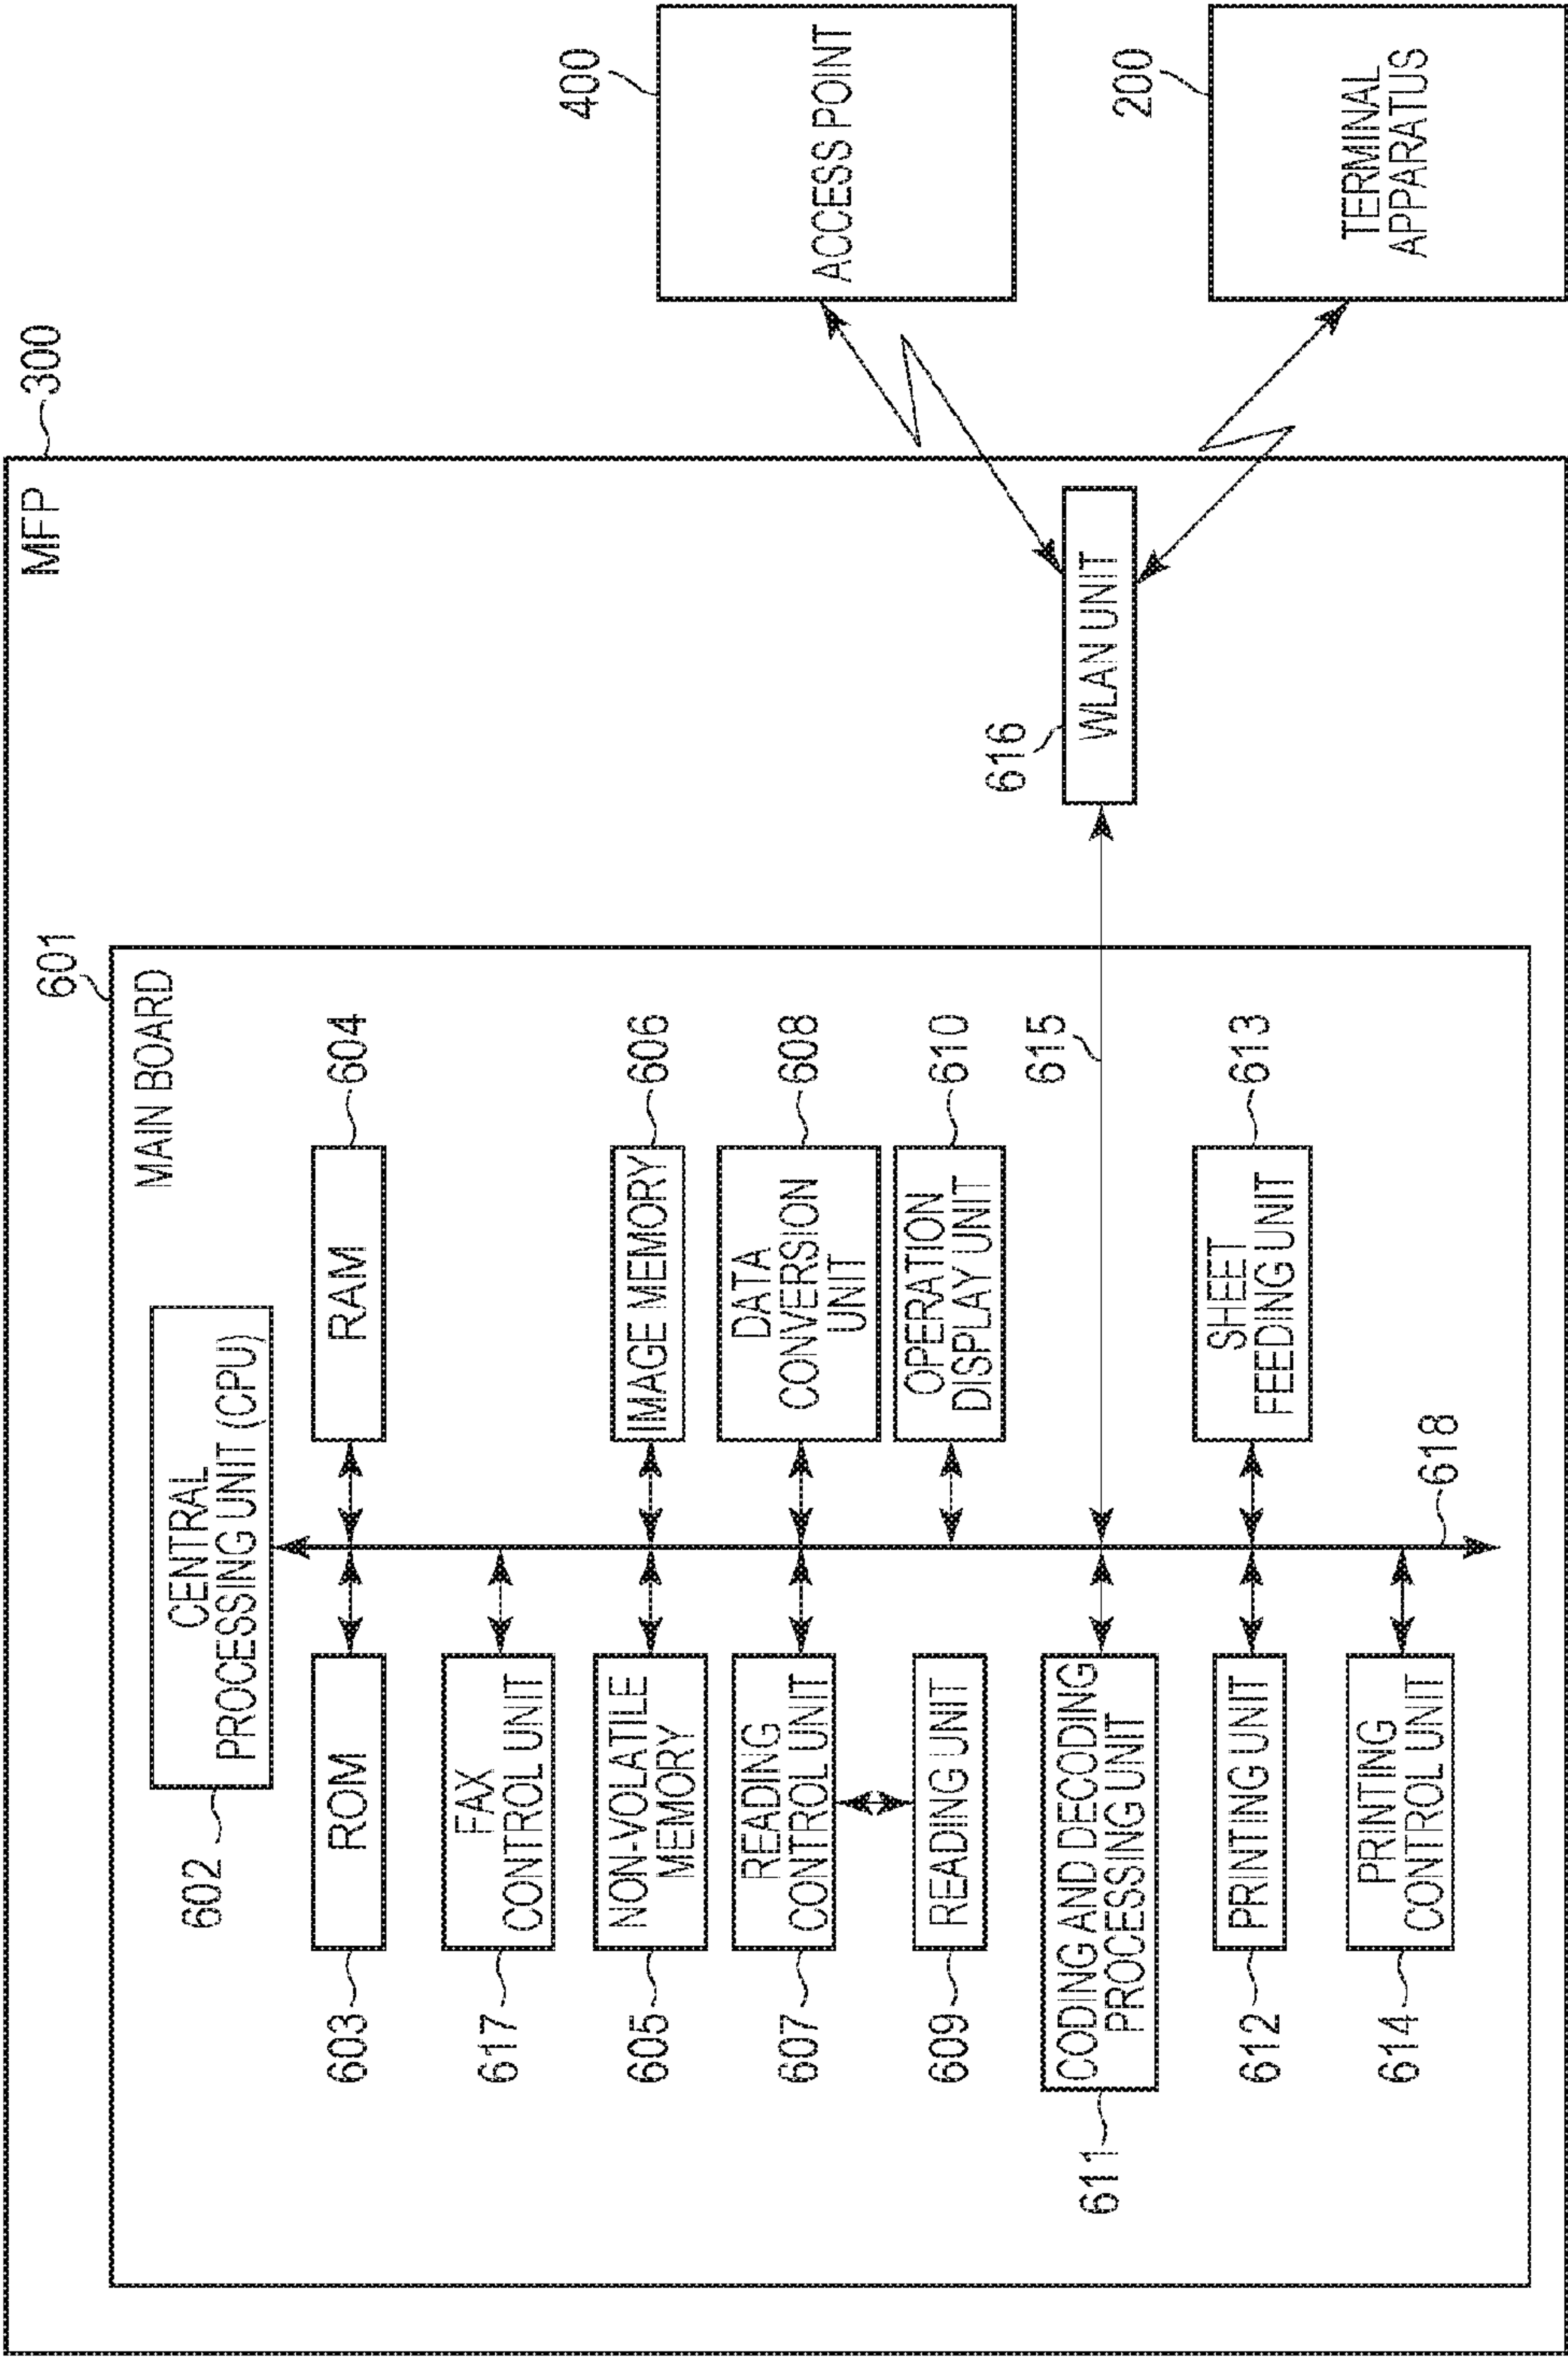 MFP
300
601
MAIN BOARD
CENTRAL
PROCESSING UNIT (CPU)
602
603
ROM
RAM
604
617
FAX
CONTROL UNIT
605
NON-VOLATILE
MEMORY
IMAGE MEMORY
606
607
READING
CONTROL UNIT
DATA
CONVERSION
UNIT
608
609
READING UNIT
OPERATION
DISPLAY UNIT
610
611
CODING AND DECODING
PROCESSING UNIT
615
612
PRINTING UNIT
SHEET
FEEDING UNIT
613
614
PRINTING
CONTROL UNIT
618
616
WLAN UNIT
400
ACCESS POINT
200
TERMINAL
APPARATUS